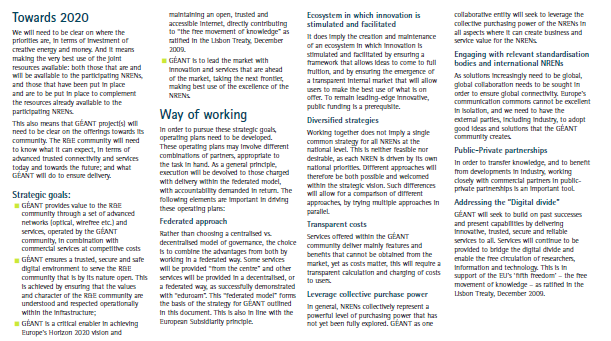 Towards 2020
We will need to be clear on where the
priorities are, in terms of investment of
creative energy and money. And it means
making the very best use of the joint
resources available: both those that are and
will be available to the participating NRENs,
and those that have been put in place
and are to be put in place to complement
the resources already available to the
participating NRENs.
This also means that GÉANT project(s) will
need to be clear on the offerings towards its
community. The R&E community will need
to know what it can expect, in terms of
advanced trusted connectivity and services
today and towards the future; and what
GÉANT will do to ensure delivery.
Strategic goals:
GÉANT provides value to the R&E
community through a set of advanced
networks (optical, wirefree etc.) and
services, operated by the GÉANT
community, in combination with
commercial services at competitive costs
GÉANT ensures a trusted, secure and safe
digital environment to serve the R&E
community that is by its nature open. This
is achieved by ensuring that the values
and character of the R&E community are
understood and respected operationally
within the infrastructure;
GÉANT is a critical enabler in achieving
Europe's Horizon 2020 vision and
maintaining an open, trusted and
accessible Internet, directly contributing
to "the free movement of knowledge" as
ratified in the Lisbon Treaty, December
2009.
GÉANT is to lead the market with
innovation and services that are ahead
of the market, taking the next frontier,
making best use of the excellence of the
NRENs.
Way of working
In order to pursue these strategic goals,
operating plans need to be developed.
These operating plans may involve different
combinations of partners, appropriate to
the task in hand. As a general principle,
execution will be devolved to those charged
with delivery within the federated model,
with accountability demanded in return. The
following elements are important in driving
these operating plans:
Federated approach
Rather than choosing a centralised vs.
decentralised model of governance, the choice
is to combine the advantages from both by
working in a federated way. Some services
will be provided "from the centre" and other
services will be provided in a decentralised, or
a federated way, as successfully demonstrated
with "eduroam". This "federated model" forms
the basis of the strategy for GÉANT outlined
in this document. This is also in line with the
European Subsidiarity principle.
Ecosystem in which innovation is
stimulated and facilitated
It does imply the creation and maintenance
of an ecosystem in which innovation is
stimulated and facilitated by ensuring a
framework that allows ideas to come to full
fruition, and by ensuring the emergence of
a transparent internal market that will allow
users to make the best use of what is on
offer. To remain leading-edge innovative,
public funding is a prerequisite.
Diversified strategies
Working together does not imply a single
common strategy for all NRENs at the
national level. This is neither feasible nor
desirable, as each NREN is driven by its own
national priorities. Different approaches will
therefore be both possible and welcomed
within the strategic vision. Such differences
will allow for a comparison of different
approaches, by trying multiple approaches in
parallel.
Transparent costs
Services offered within the GÉANT
community deliver mainly features and
benefits that cannot be obtained from the
market, yet as costs matter, this will require a
transparent calculation and charging of costs
to users.
Leverage collective purchase power
In general, NRENs collectively represent a
powerful level of purchasing power that has
not yet been fully explored. GEANT as one
collaborative entity will seek to leverage the
collective purchasing power of the NRENs in
all aspects where it can create business and
service value for the NRENs.
Engaging with relevant standardisation
bodies and international NRENs
As solutions increasingly need to be global,
global collaboration needs to be sought in
order to ensure global connectivity. Europe's
communication commons cannot be excellent
in isolation, and we need to have the
external parties, including industry, to adopt
good ideas and solutions that the GÉANT
community creates.
Public-Private partnerships
In order to transfer knowledge, and to benefit
from developments in industry, working
closely with commercial partners in public-
private partnerships is an important tool.
Addressing the "Digital divide"
GÉANT will seek to build on past successes
and present capabilities by delivering
innovative, trusted, secure and reliable
services to all. Services will continue to be
provided to bridge the digital divide and
enable the free circulation of researchers,
information and technology. This is in
support of the EU's 'fifth freedom' – the free
movement of knowledge – as ratified in the
Lisbon Treaty, December 2009.